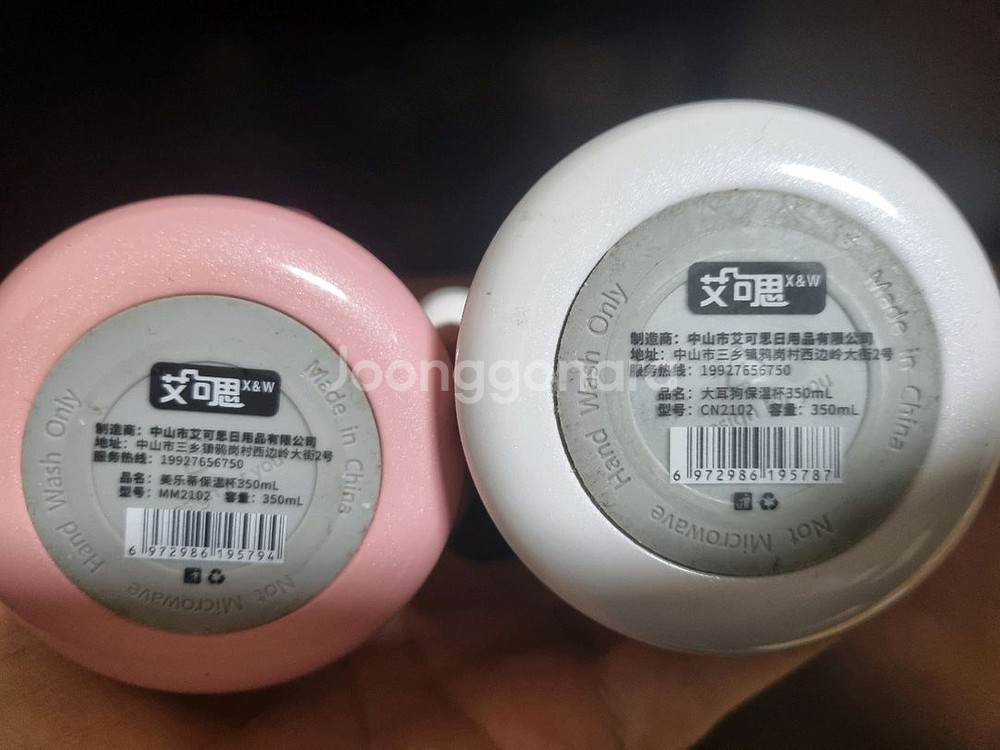 艾可思 X&W
制造商：中山市艾可思日用品有限公司
地址：中山市三乡镇鸦岗村西边岭大街2号
服务热线：19927656750
品名：美乐蒂保温杯350mL
型号：MM2102 容量：350mL
6 972986 195794
Hand Wash Only
Made in China
Not Microwave
艾可思 X&W
制造商：中山市艾可思日用品有限公司
地址：中山市三乡镇鸦岗村西边岭大街2号
服务热线：19927656750
品名：大耳狗保温杯350mL
型号：CN2102 容量：350mL
6 972986 195787
Hand Wash Only
Made in China
Not Microwave
Joonggonara